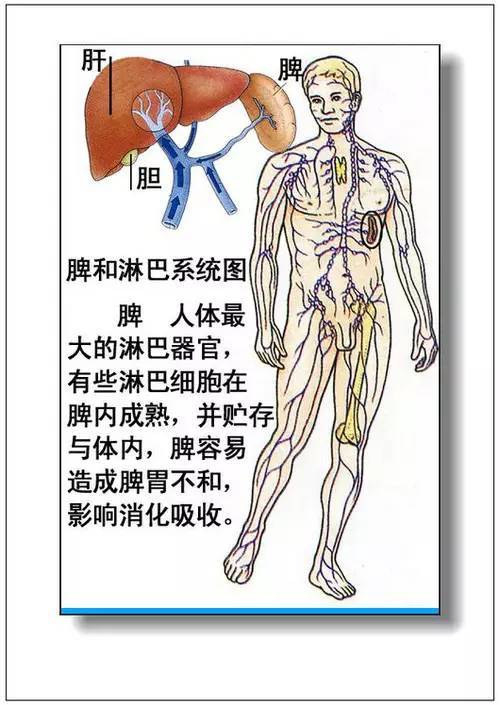 肝
脾
胆
脾和淋巴系统图
脾 人体最
大的淋巴器官，
有些淋巴细胞在
脾内成熟，并贮存
与体内，脾容易
造成脾胃不和，
影响消化吸收。